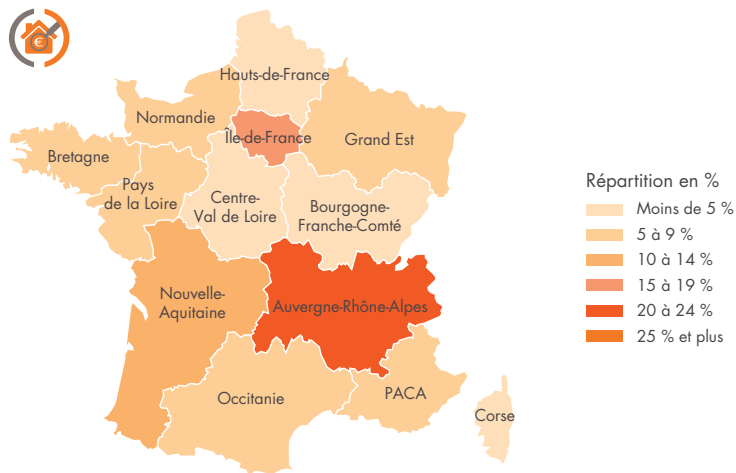 €
Hauts-de-France
Normandie
Île-de-France
Grand Est
Bretagne
Pays
de la Loire
Centre-
Val de Loire
Bourgogne-
Franche-Comté
Nouvelle-
Aquitaine
Auvergne-Rhône-Alpes
Occitanie
PACA
Corse
Répartition en %
Moins de 5 %
5 à 9 %
10 à 14 %
15 à 19 %
20 à 24 %
25 % et plus